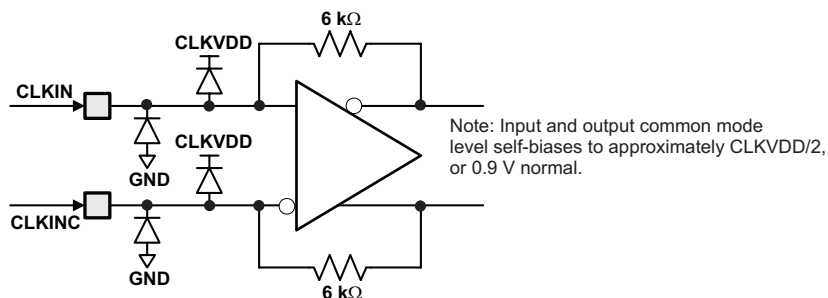 6 kΩ
CLKVDD
CLKIN
Note: Input and output common mode
level self-biases to approximately CLKVDD/2,
or 0.9 V normal.
CLKVDD
GND
CLKINC
GND
6 kΩ